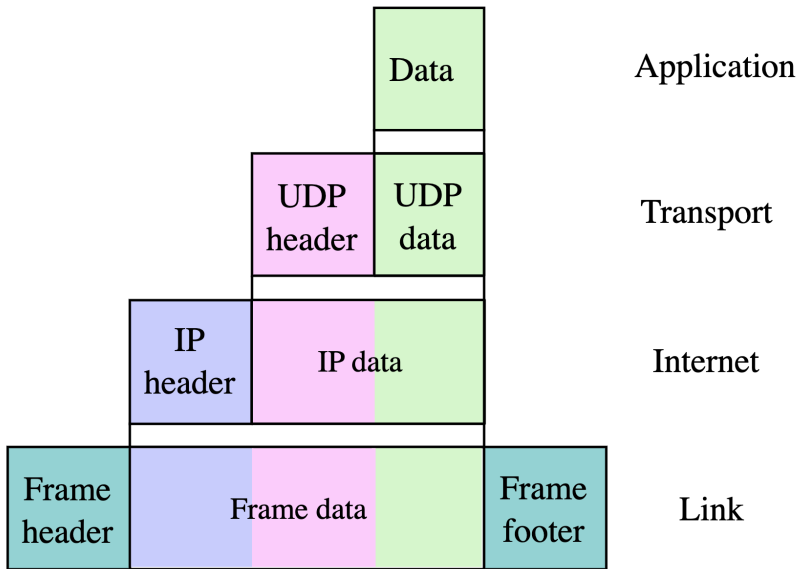 Data
Application
UDP
header
UDP
data
Transport
IP
header
IP data
Internet
Frame
header
Frame data
Frame
footer
Link